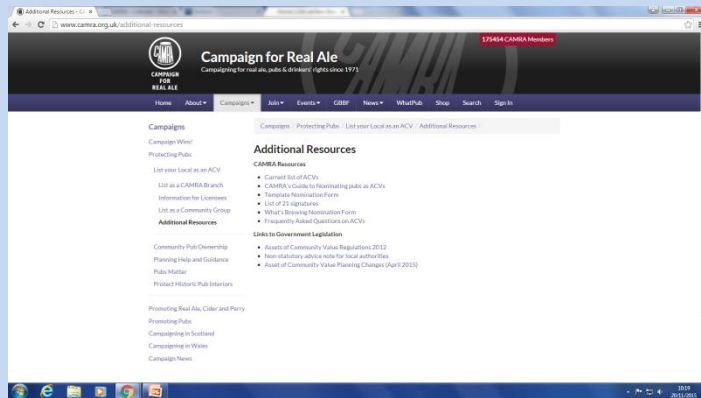 Additional Resources - CA
www.camra.org.uk/additional-resources
175454 CAMRA Members
CAMPAIGN
FOR
REAL ALE
Campaign for Real Ale
Campaigning for real ale, pubs & drinkers' rights since 1971
Home About Campaigns Join Events GBBF News WhatPub Shop Search Sign In
Campaigns
Campaign Wins!
Protecting Pubs
List your Local as an ACV
List as a CAMRA Branch
Information for Licensees
List as a Community Group
Additional Resources
Community Pub Ownership
Planning Help and Guidance
Pubs Matter
Protect Historic Pub Interiors
Promoting Real Ale, Cider and Perry
Promoting Pubs
Campaigning in Scotland
Campaigning in Wales
Campaign News
Campaigns / Protecting Pubs / List your Local as an ACV / Additional Resources /
Additional Resources
CAMRA Resources
Current list of ACVs
CAMRA's Guide to Nominating pubs as ACVs
Template Nomination Form
List of 21 signatures
What's Brewing Nomination Form
Frequently Asked Questions on ACVs
Links to Government Legislation
Assets of Community Value Regulations 2012
Non statutory advice note for local authorities
Asset of Community Value Planning Changes (April 2015)
10:19
20/11/2015